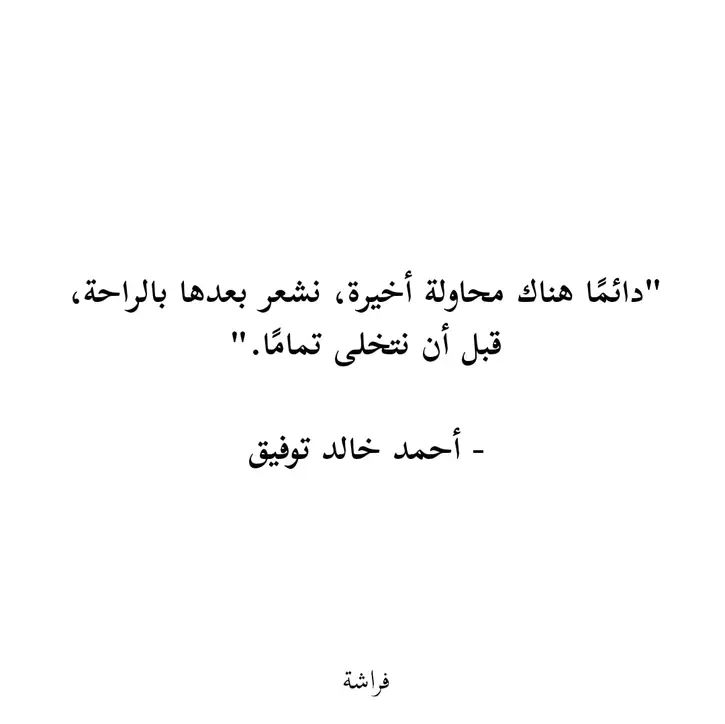 "دائمًا هناك محاولة أخيرة، نشعر بعدها بالراحة،
قبل أن نتخلى تمامًا."
- أحمد خالد توفيق
فراشة